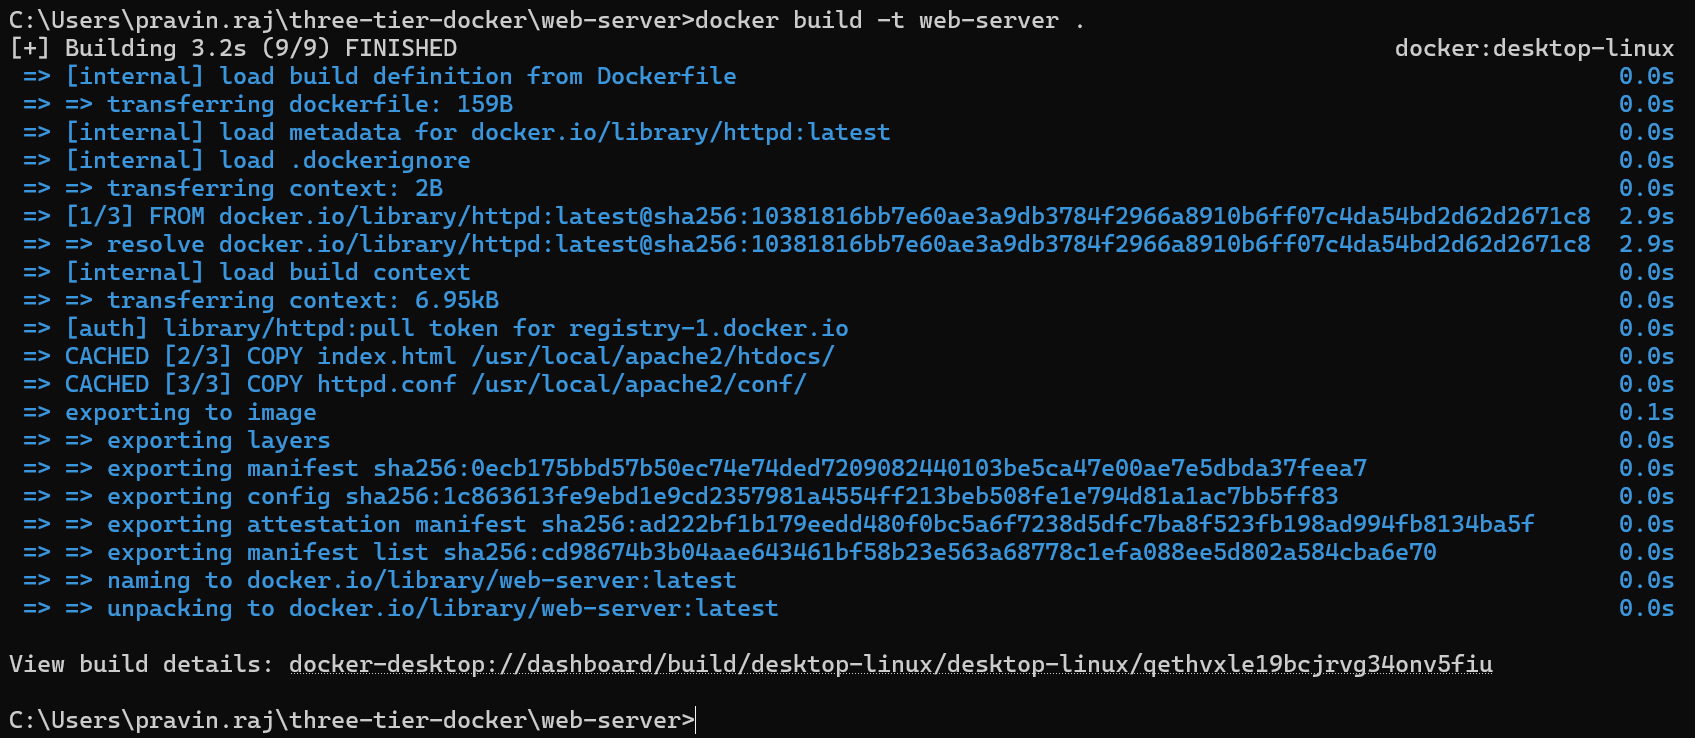 C:\Users\pravin.raj\three-tier-docker\web-server>docker build -t web-server .
[+] Building 3.2s (9/9) FINISHED docker:desktop-linux
=> [internal] load build definition from Dockerfile 0.0s
=> => transferring dockerfile: 159B 0.0s
=> [internal] load metadata for docker.io/library/httpd:latest 0.0s
=> [internal] load .dockerignore 0.0s
=> => transferring context: 2B 0.0s
=> [1/3] FROM docker.io/library/httpd:latest@sha256:10381816bb7e60ae3a9db3784f2966a8910b6ff07c4da54bd2d62d2671c8 2.9s
=> => resolve docker.io/library/httpd:latest@sha256:10381816bb7e60ae3a9db3784f2966a8910b6ff07c4da54bd2d62d2671c8 2.9s
=> [internal] load build context 0.0s
=> => transferring context: 6.95kB 0.0s
=> [auth] library/httpd:pull token for registry-1.docker.io 0.0s
=> CACHED [2/3] COPY index.html /usr/local/apache2/htdocs/ 0.0s
=> CACHED [3/3] COPY httpd.conf /usr/local/apache2/conf/ 0.0s
=> exporting to image 0.1s
=> => exporting layers 0.0s
=> => exporting manifest sha256:0ecb175bbd57b50ec74e74ded7209082440103be5ca47e00ae7e5dbda37feea7 0.0s
=> => exporting config sha256:1c863613fe9ebd1e9cd2357981a4554ff213beb508fe1e794d81a1ac7bb5ff83 0.0s
=> => exporting attestation manifest sha256:ad222bf1b179eedd480f0bc5a6f7238d5dfc7ba8f523fb198ad994fb8134ba5f 0.0s
=> => exporting manifest list sha256:cd98674b3b04aae643461bf58b23e563a68778c1efa088ee5d802a584cba6e70 0.0s
=> => naming to docker.io/library/web-server:latest 0.0s
=> => unpacking to docker.io/library/web-server:latest 0.0s
View build details: docker-desktop://dashboard/build/desktop-linux/desktop-linux/qethvxle19bcjrvg34onv5fiu
C:\Users\pravin.raj\three-tier-docker\web-server>